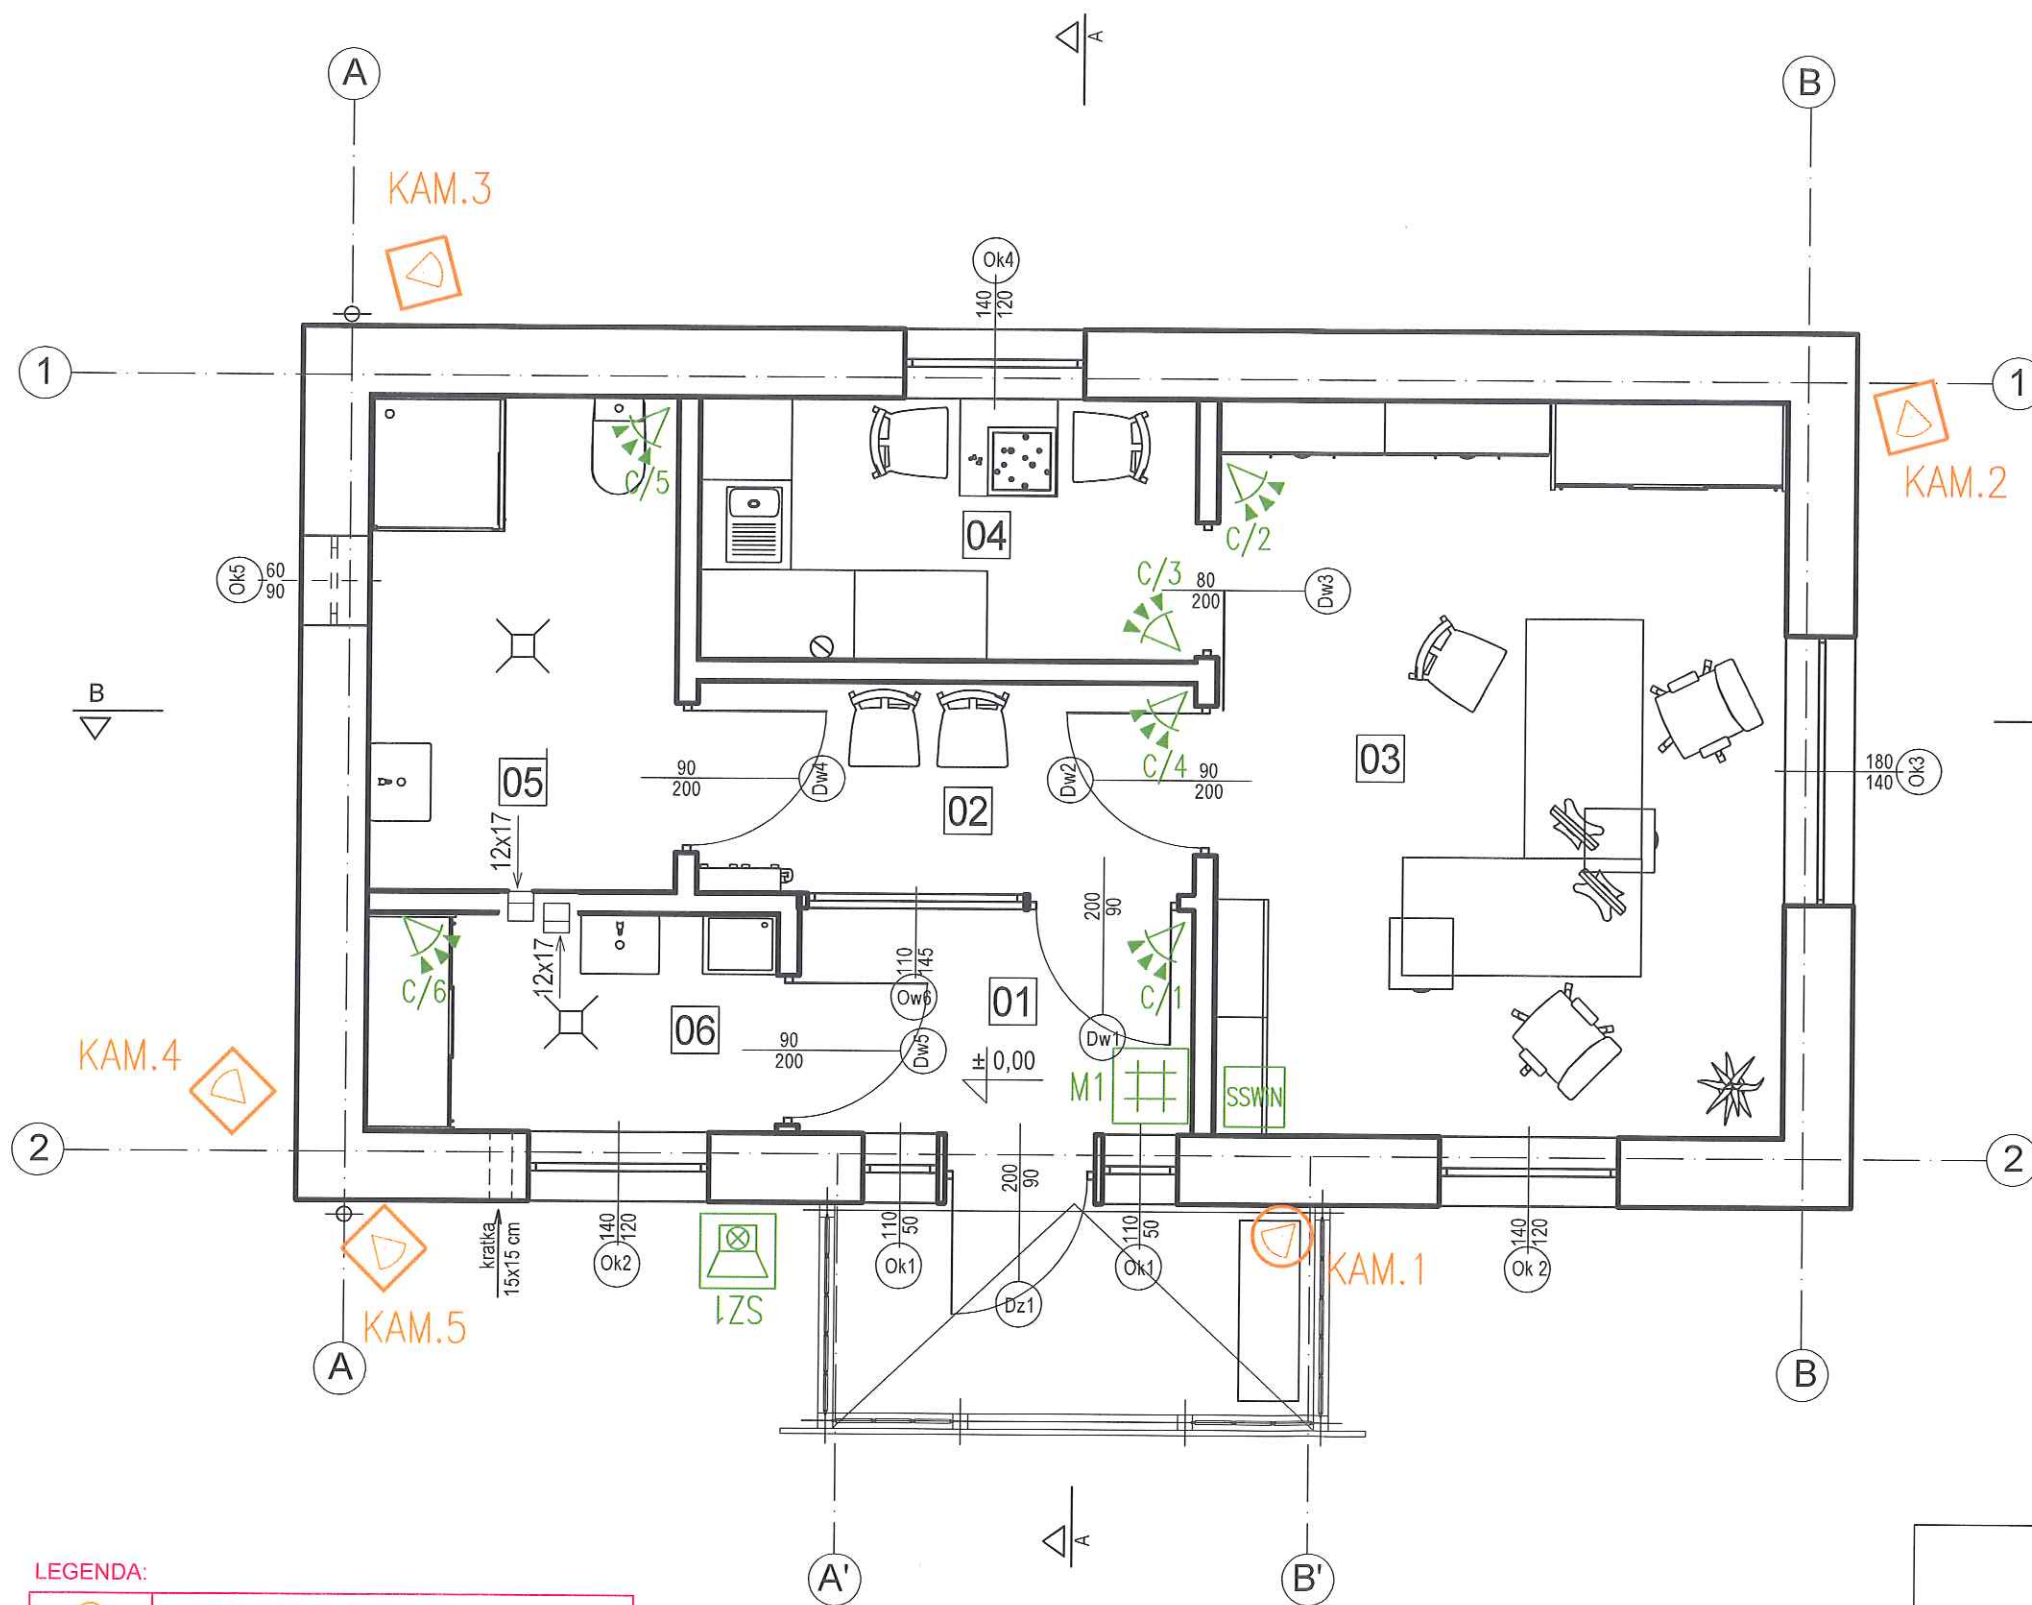 A
A
B
KAM.3
Ok4
140
120
1
1
KAM.2
C/5
04
C/2
C/3
80
200
Dw3
Ok5
60
90
B
05
90
200
Dw4
02
Dw2
C/4
90
200
03
180
140
Ok3
12x17
12x17
C/6
06
110
145
Ow6
01
200
90
C/1
Dw1
90
200
Dw5
± 0,00
M1
SSWiN
KAM.4
2
2
kratka
15x15 cm
140
120
Ok2
SZ1
110
50
Ok1
200
90
Dz1
110
50
Ok1
KAM.1
140
120
Ok 2
KAM.5
A
B
A
A'
B'
LEGENDA: